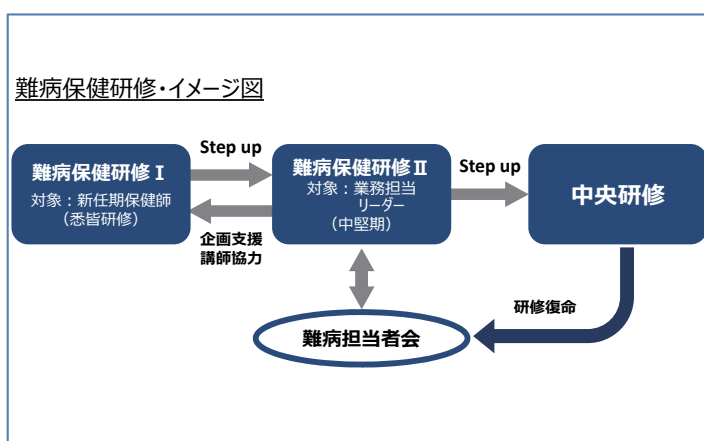 難病保健研修・イメージ図
難病保健研修Ⅰ
対象：新任期保健師
（悉皆研修）
Step up
企画支援
講師協力
難病保健研修Ⅱ
対象：業務担当
リーダー
（中堅期）
Step up
中央研修
研修復命
難病担当者会